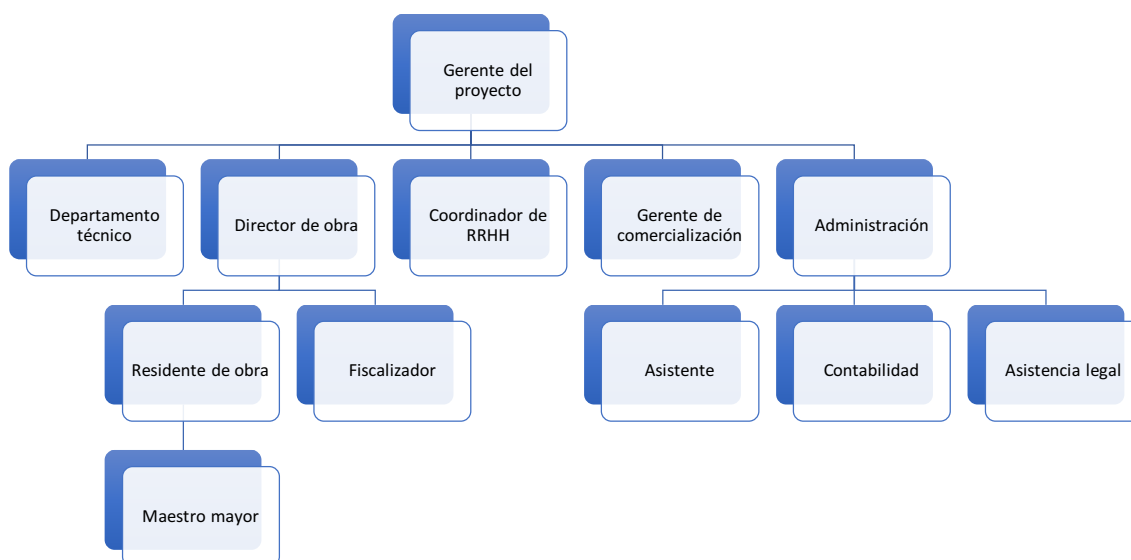 Gerente del
proyecto
Departamento
técnico
Director de obra
Coordinador de
RRHH
Gerente de
comercialización
Administración
Residente de obra
Fiscalizador
Asistente
Contabilidad
Asistencia legal
Maestro mayor